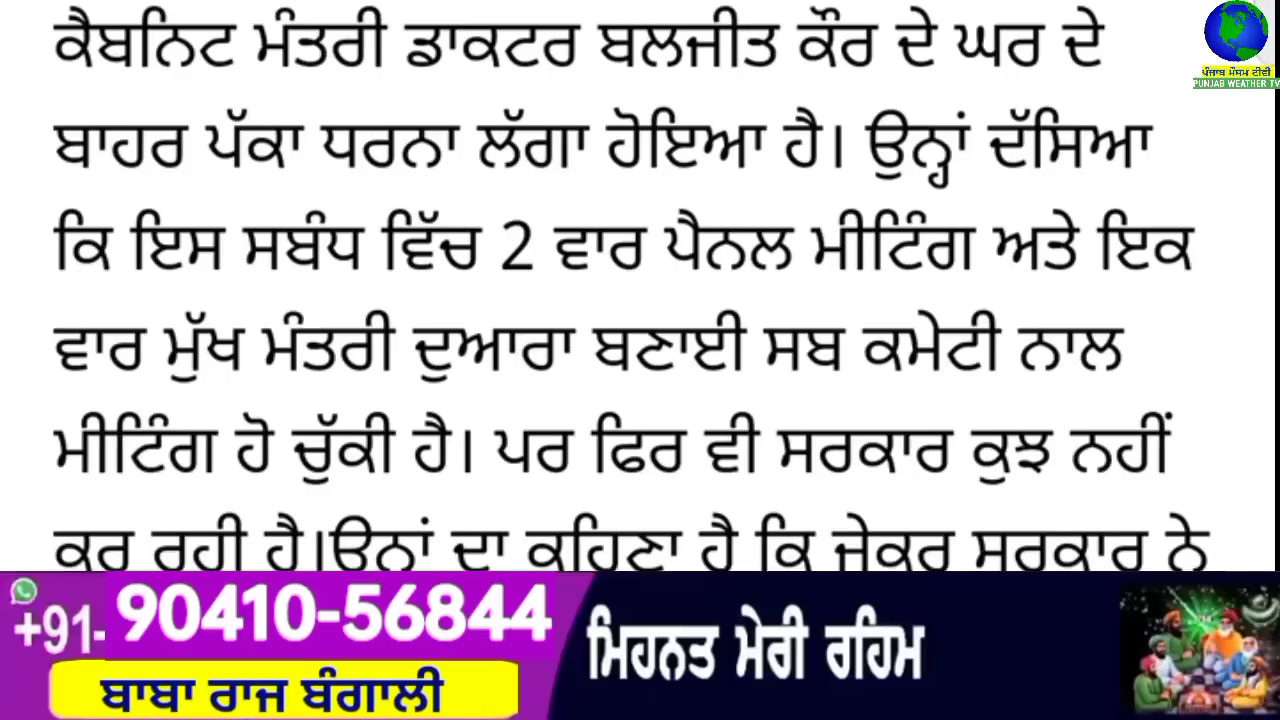 ਕੈਬਨਿਟ ਮੰਤਰੀ ਡਾਕਟਰ ਬਲਜੀਤ ਕੌਰ ਦੇ ਘਰ ਦੇ
ਬਾਹਰ ਪੱਕਾ ਧਰਨਾ ਲੱਗਾ ਹੋਇਆ ਹੈ। ਉਨ੍ਹਾਂ ਦੱਸਿਆ
ਕਿ ਇਸ ਸਬੰਧ ਵਿੱਚ 2 ਵਾਰ ਪੈਨਲ ਮੀਟਿੰਗ ਅਤੇ ਇਕ
ਵਾਰ ਮੁੱਖ ਮੰਤਰੀ ਦੁਆਰਾ ਬਣਾਈ ਸਬ ਕਮੇਟੀ ਨਾਲ
ਮੀਟਿੰਗ ਹੋ ਚੁੱਕੀ ਹੈ। ਪਰ ਫਿਰ ਵੀ ਸਰਕਾਰ ਕੁਝ ਨਹੀਂ
ਕਰ ਰਹੀ ਹੈ।ਉਨਾਂ ਦਾ ਕਹਿਣਾ ਹੈ ਕਿ ਜੇਕਰ ਸਰਕਾਰ ਨੇ
ਪੰਜਾਬ ਮੌਸਮ ਟੀਵੀ
PUNJAB WEATHER TV
+91-90410-56844
ਬਾਬਾ ਰਾਜ ਬੰਗਾਲੀ
ਮਿਹਨਤ ਮੇਰੀ ਰਹਿਮ